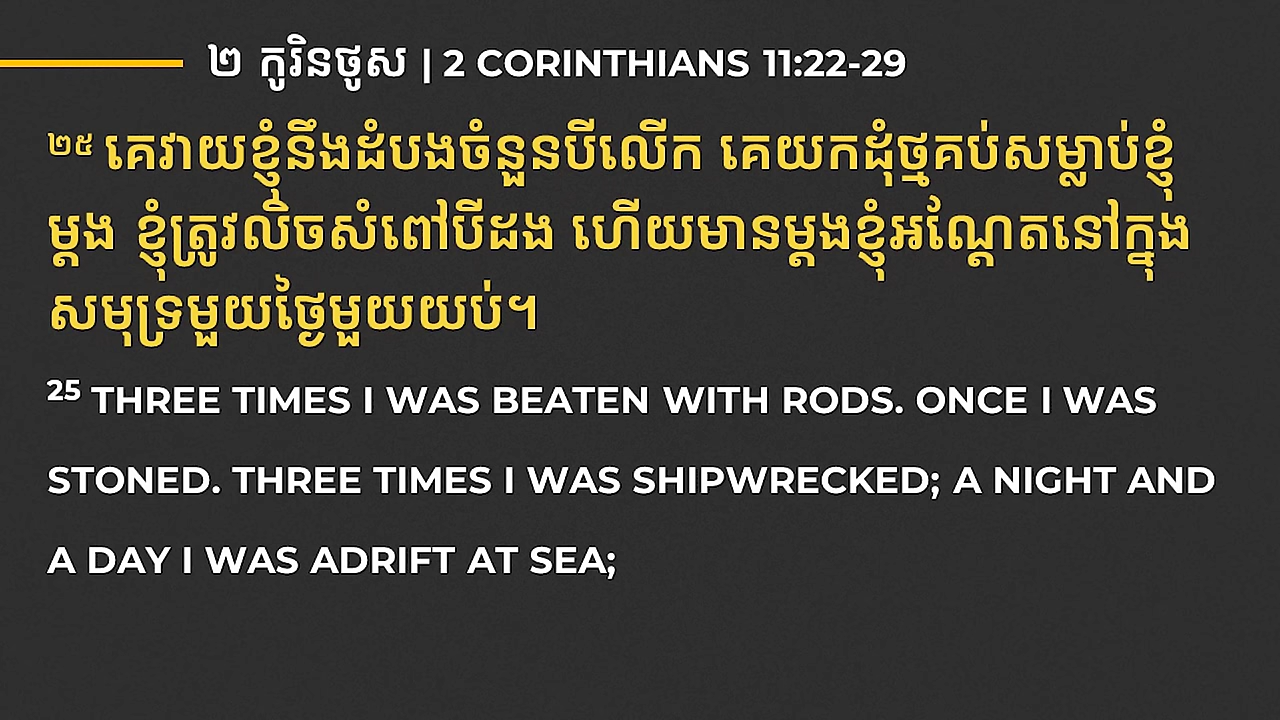 ២ កូរិនថូស | 2 CORINTHIANS 11:22-29
២៥ គេវាយខ្ញុំនឹងដំបងចំនួនបីលើក គេយកដុំថ្មគប់សម្លាប់ខ្ញុំ
ម្តង ខ្ញុំត្រូវលិចសំពៅបីដង ហើយមានម្តងខ្ញុំអណ្តែតនៅក្នុង
សមុទ្រមួយថ្ងៃមួយយប់។
25 THREE TIMES I WAS BEATEN WITH RODS. ONCE I WAS
STONED. THREE TIMES I WAS SHIPWRECKED; A NIGHT AND
A DAY I WAS ADRIFT AT SEA;